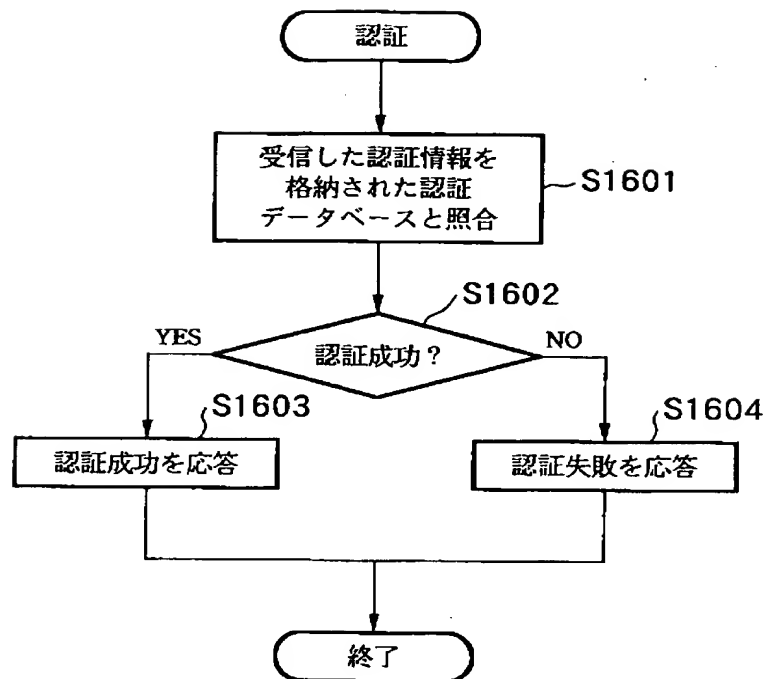 認証
受信した認証情報を
格納された認証
データベースと照合
S1601
S1602
YES
認証成功？
NO
S1603
S1604
認証成功を応答
認証失敗を応答
終了